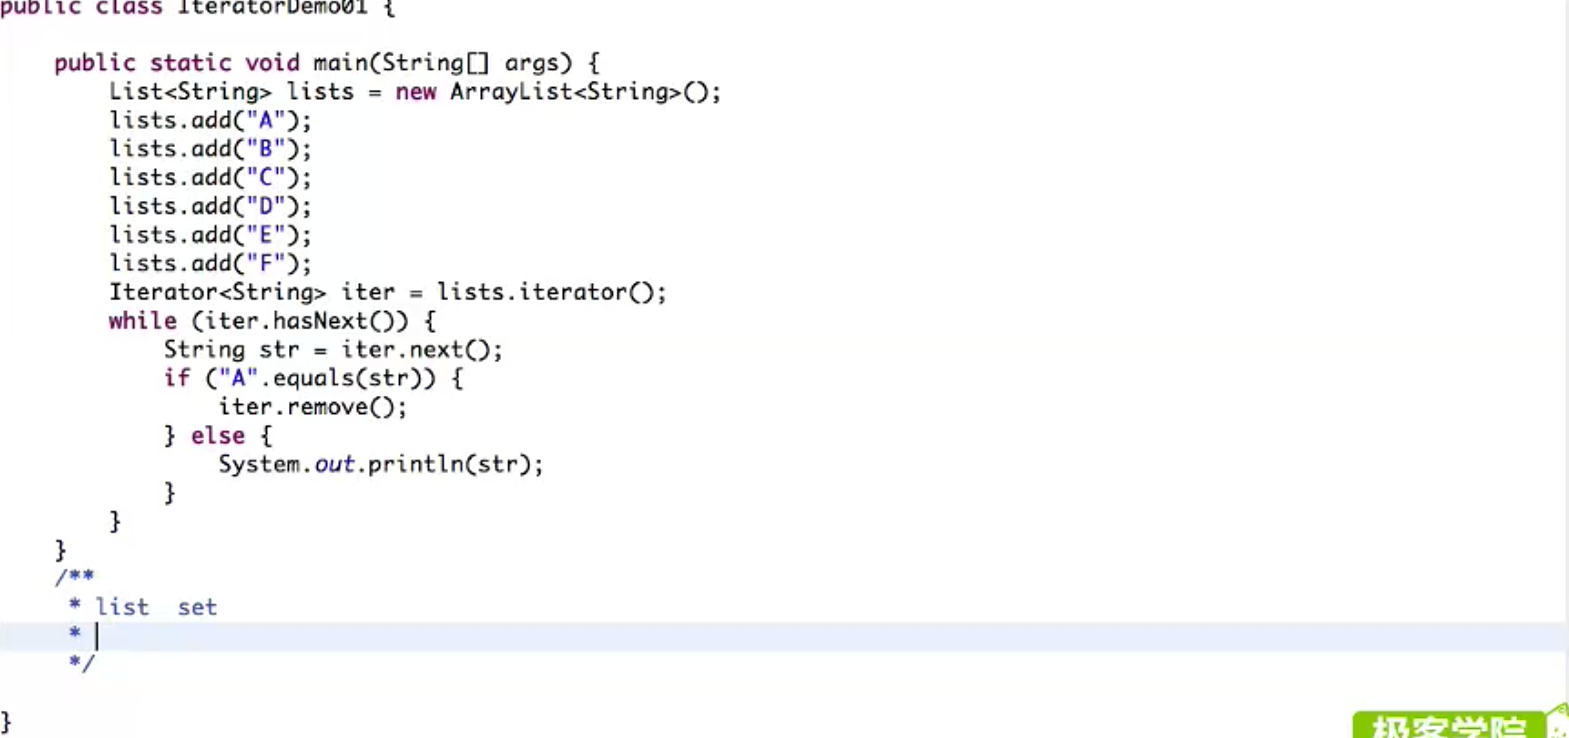 public class IteratorDemo01 {
    public static void main(String[] args) {
        List<String> lists = new ArrayList<String>();
        lists.add("A");
        lists.add("B");
        lists.add("C");
        lists.add("D");
        lists.add("E");
        lists.add("F");
        Iterator<String> iter = lists.iterator();
        while (iter.hasNext()) {
            String str = iter.next();
            if ("A".equals(str)) {
                iter.remove();
            } else {
                System.out.println(str);
            }
        }
    }
    /**
     * list  set
     *
     */
}
极客学院